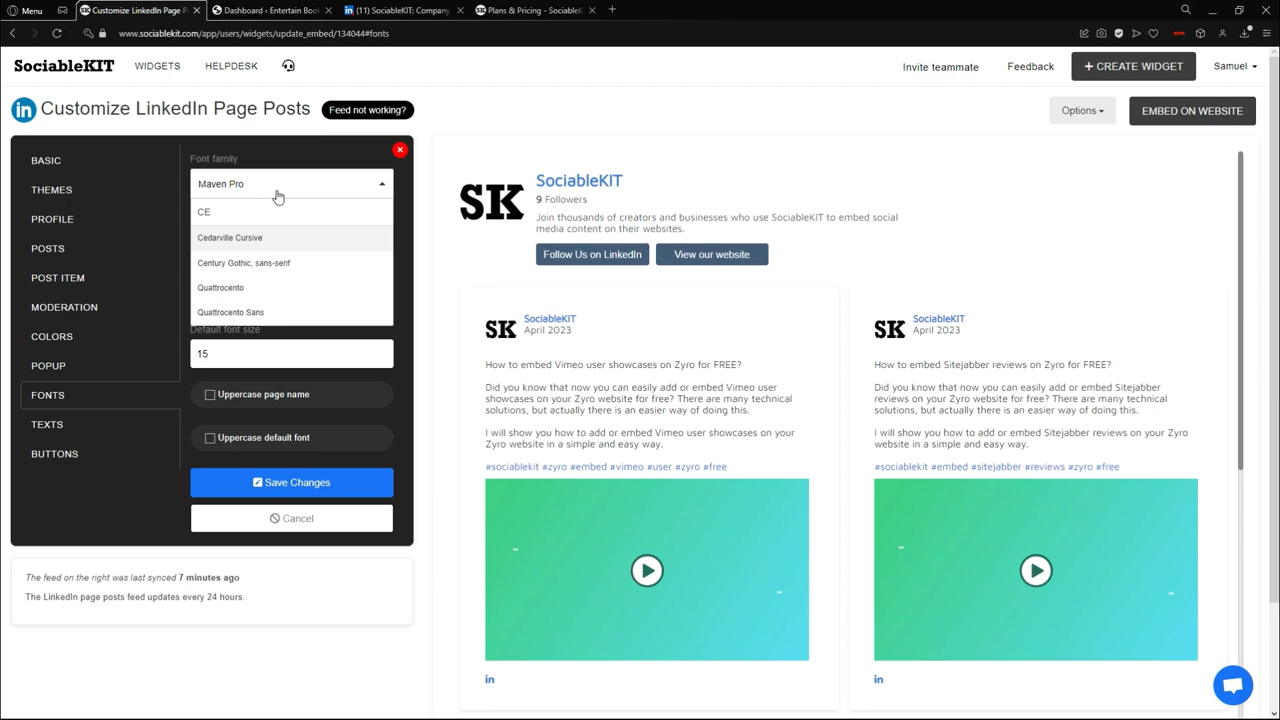 Menu
Customize LinkedIn Page P
Dashboard ‹ Entertain Boo
(11) SociableKIT: Company
Plans & Pricing - SociableK
www.sociablekit.com/app/users/widgets/update_embed/134044#fonts
SociableKIT
WIDGETS
HELPDESK
Invite teammate
Feedback
+ CREATE WIDGET
Samuel
in
Customize LinkedIn Page Posts
Feed not working?
Options
EMBED ON WEBSITE
BASIC
THEMES
PROFILE
POSTS
POST ITEM
MODERATION
COLORS
POPUP
FONTS
TEXTS
BUTTONS
Font family
Maven Pro
CE
Cedarville Cursive
Century Gothic, sans-serif
Quattrocento
Quattrocento Sans
Default font size
15
Uppercase page name
Uppercase default font
Save Changes
Cancel
The feed on the right was last synced 7 minutes ago
The LinkedIn page posts feed updates every 24 hours.
SK
SociableKIT
9 Followers
Join thousands of creators and businesses who use SociableKIT to embed social
media content on their websites.
Follow Us on LinkedIn
View our website
SK
SociableKIT
April 2023
How to embed Vimeo user showcases on Zyro for FREE?
Did you know that now you can easily add or embed Vimeo user
showcases on your Zyro website for free? There are many technical
solutions, but actually there is an easier way of doing this.
I will show you how to add or embed Vimeo user showcases on your
Zyro website in a simple and easy way.
#sociablekit #zyro #embed #vimeo #user #zyro #free
in
SK
SociableKIT
April 2023
How to embed Sitejabber reviews on Zyro for FREE?
Did you know that now you can easily add or embed Sitejabber
reviews on your Zyro website for free? There are many technical
solutions, but actually there is an easier way of doing this.
I will show you how to add or embed Sitejabber reviews on your Zyro
website in a simple and easy way.
#sociablekit #embed #sitejabber #reviews #zyro #free
in